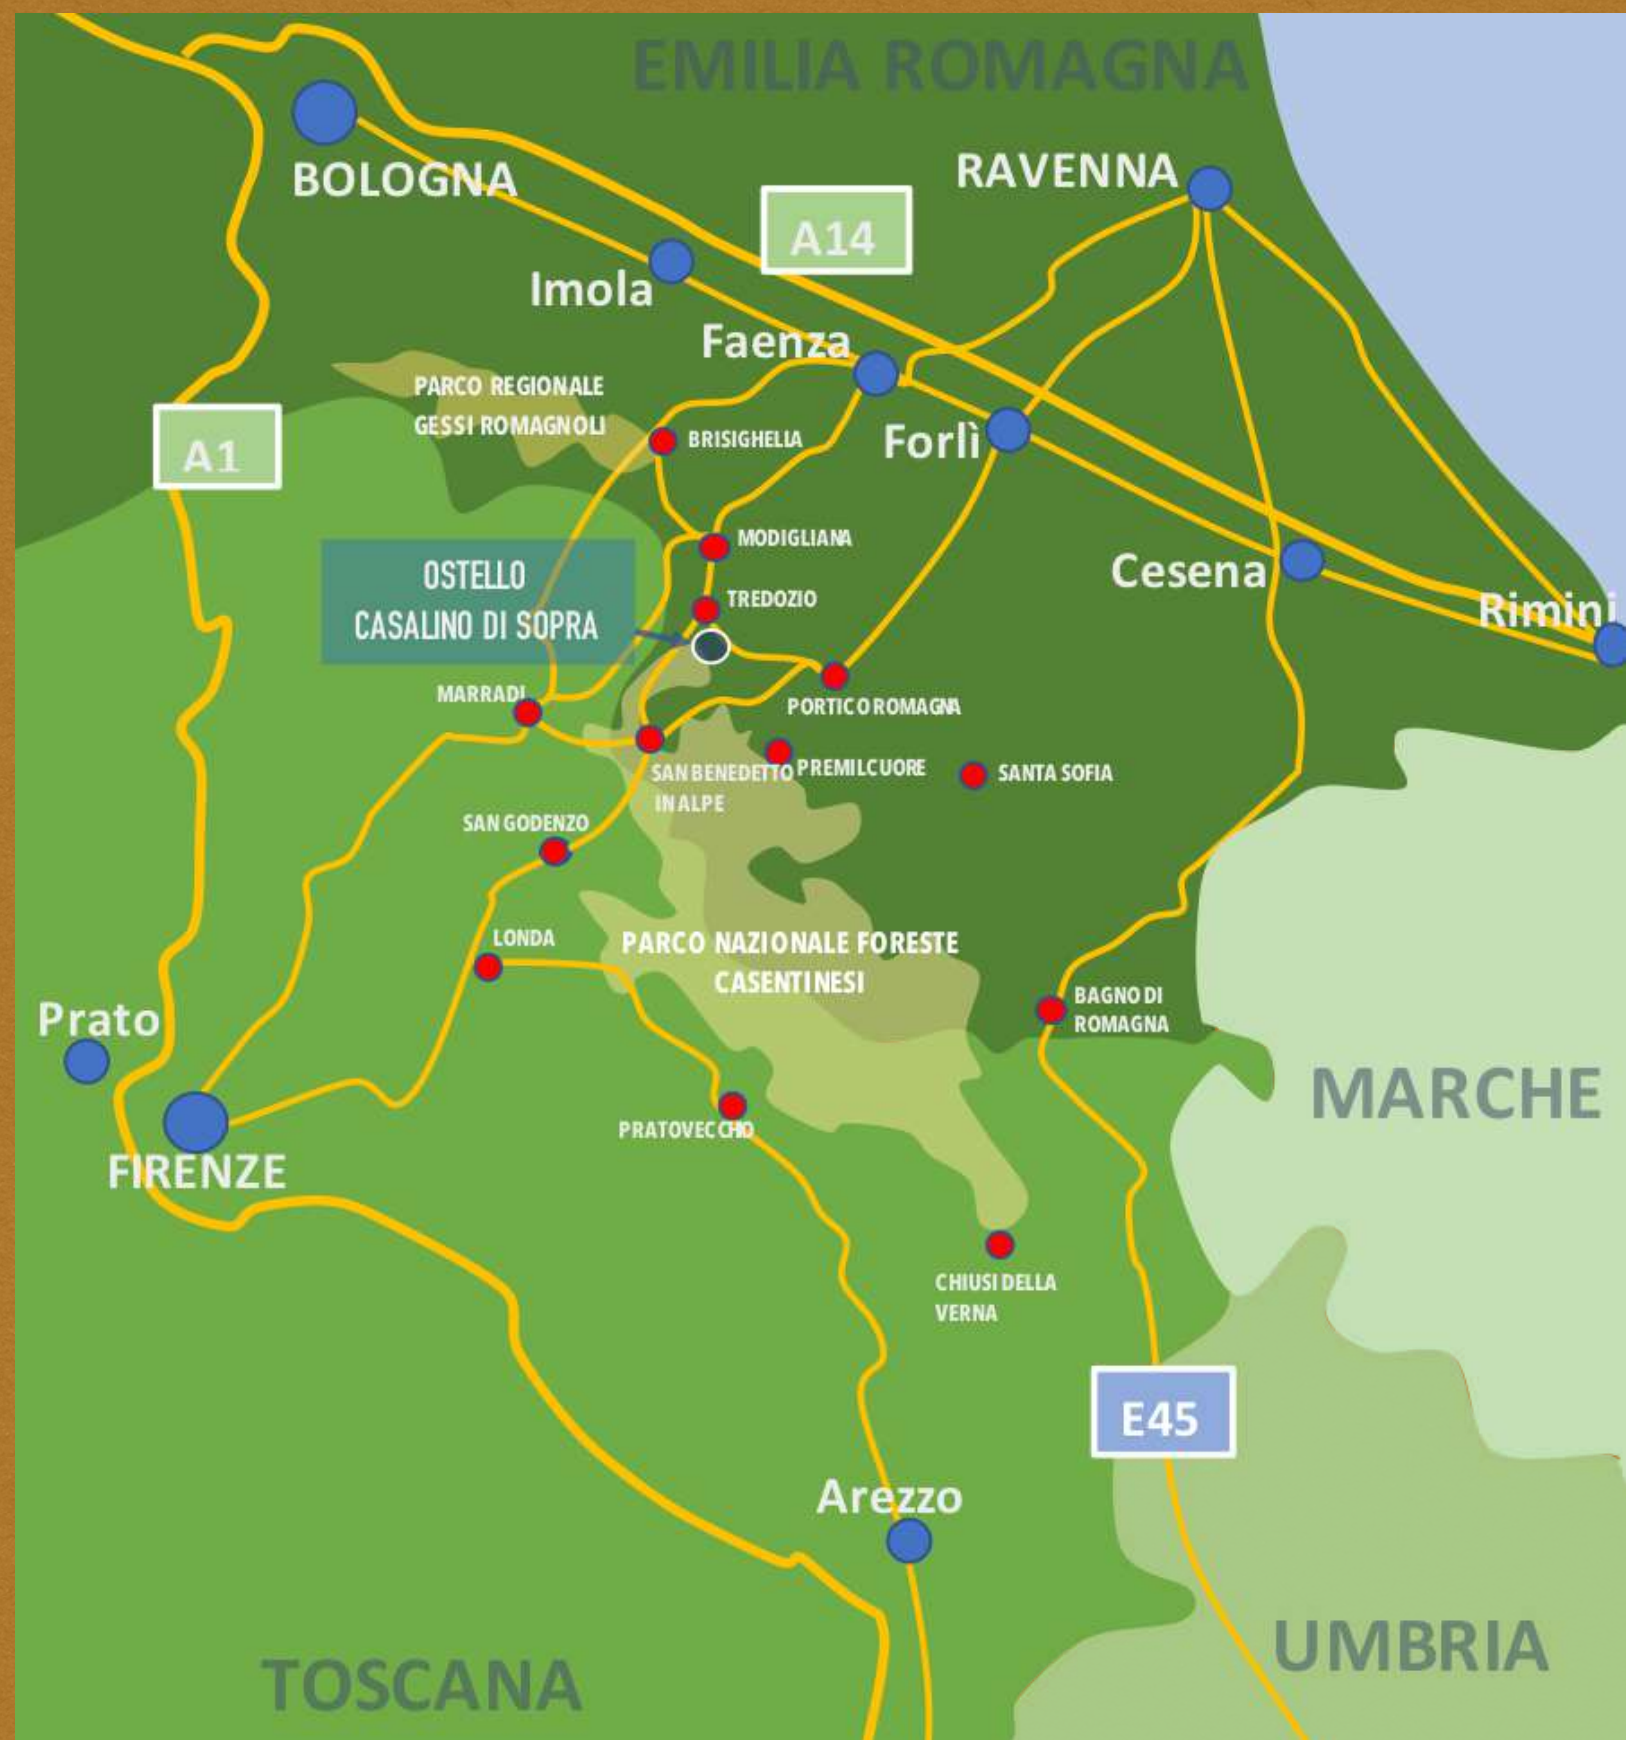 EMILIA ROMAGNA
BOLOGNA
RAVENNA
A14
Imola
Faenza
PARCO REGIONALE
GESSI ROMAGNOLI
BRISIGHELLA
Forlì
A1
MODIGLIANA
OSTELLO
CASALINO DI SOPRA
TREDOZIO
Cesena
Rimini
MARRADI
PORTICO ROMAGNA
SAN BENEDETTO
IN ALPE
PREMILCUORE
SANTA SOFIA
SAN GODENZO
LONDA
PARCO NAZIONALE FORESTE
CASENTINESI
BAGNO DI
ROMAGNA
Prato
MARCHE
PRATOVECCHIO
FIRENZE
CHIUSI DELLA
VERNA
E45
Arezzo
UMBRIA
TOSCANA